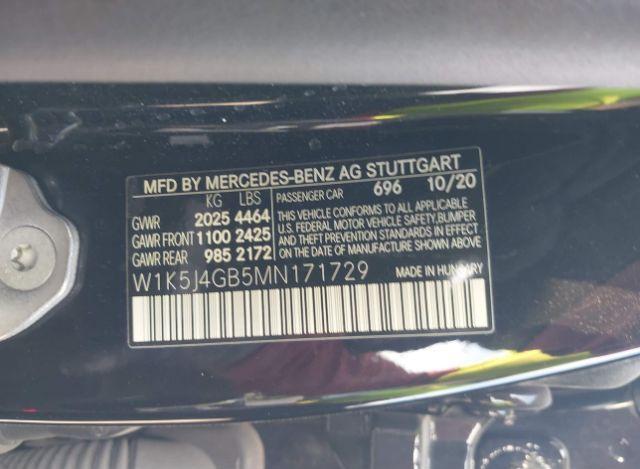 MFD BY MERCEDES-BENZ AG STUTTGART
KG LBS PASSENGER CAR 696 10/20
GVWR 2025 4464
GAWR FRONT 1100 2425
GAWR REAR 985 2172
THIS VEHICLE CONFORMS TO ALL APPLICABLE
U.S. FEDERAL MOTOR VEHICLE SAFETY, BUMPER
AND THEFT PREVENTION STANDARDS IN EFFECT
ON THE DATE OF MANUFACTURE SHOWN ABOVE.
W1K5J4GB5MN171729 MADE IN HUNGARY